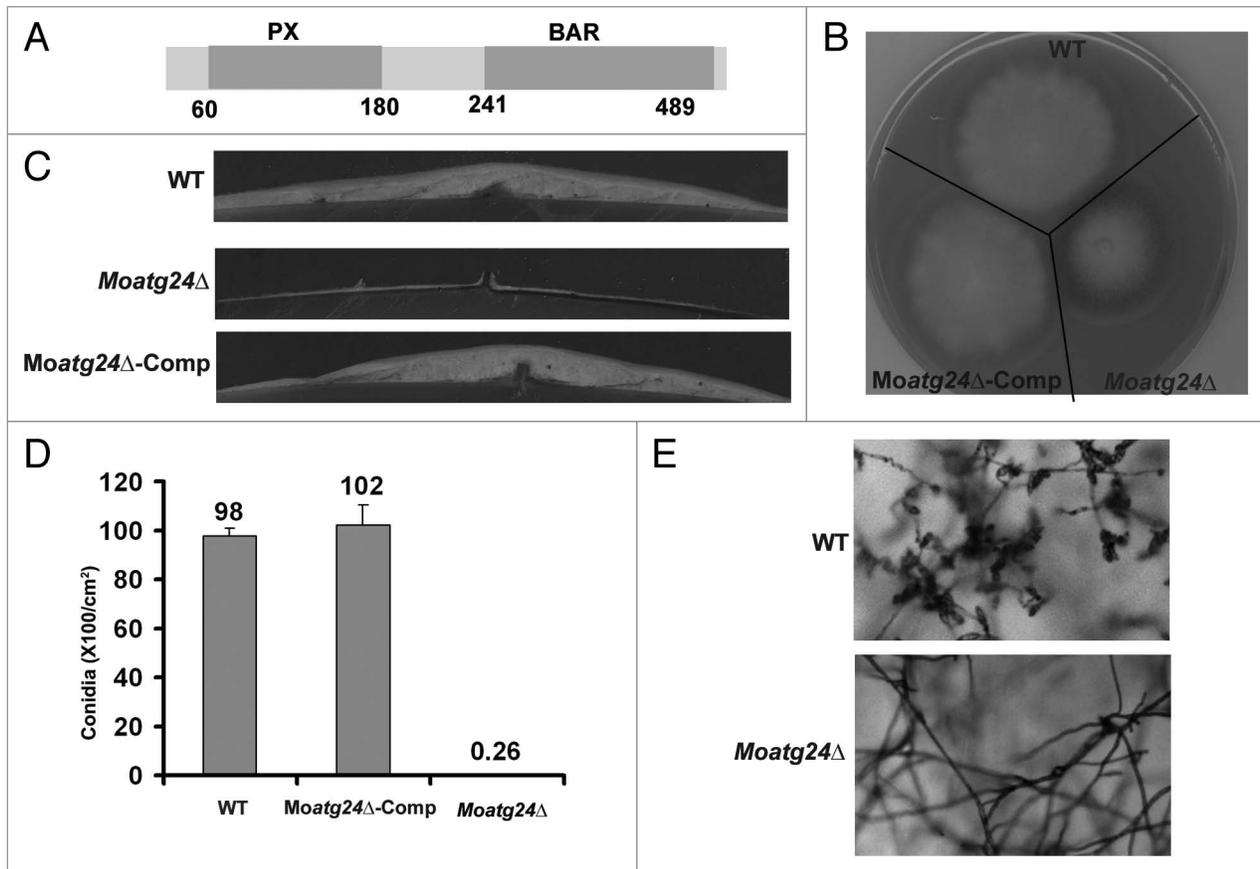 A
PX BAR
60 180 241 489
B
WT
Moatg24Δ-Comp Moatg24Δ
C
WT
Moatg24Δ
Moatg24Δ-Comp
D
Conidia (X100/cm²)
120
100
80
60
40
20
0
98
102
0.26
WT Moatg24Δ-Comp Moatg24Δ
E
WT
Moatg24Δ